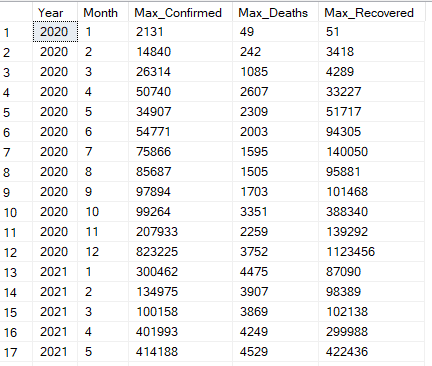 Year Month Max_Confirmed Max_Deaths Max_Recovered
1 2020 1 2131 49 51
2 2020 2 14840 242 3418
3 2020 3 26314 1085 4289
4 2020 4 50740 2607 33227
5 2020 5 34907 2309 51717
6 2020 6 54771 2003 94305
7 2020 7 75866 1595 140050
8 2020 8 85687 1505 95881
9 2020 9 97894 1703 101468
10 2020 10 99264 3351 388340
11 2020 11 207933 2259 139292
12 2020 12 823225 3752 1123456
13 2021 1 300462 4475 87090
14 2021 2 134975 3907 98389
15 2021 3 100158 3869 102138
16 2021 4 401993 4249 299988
17 2021 5 414188 4529 422436